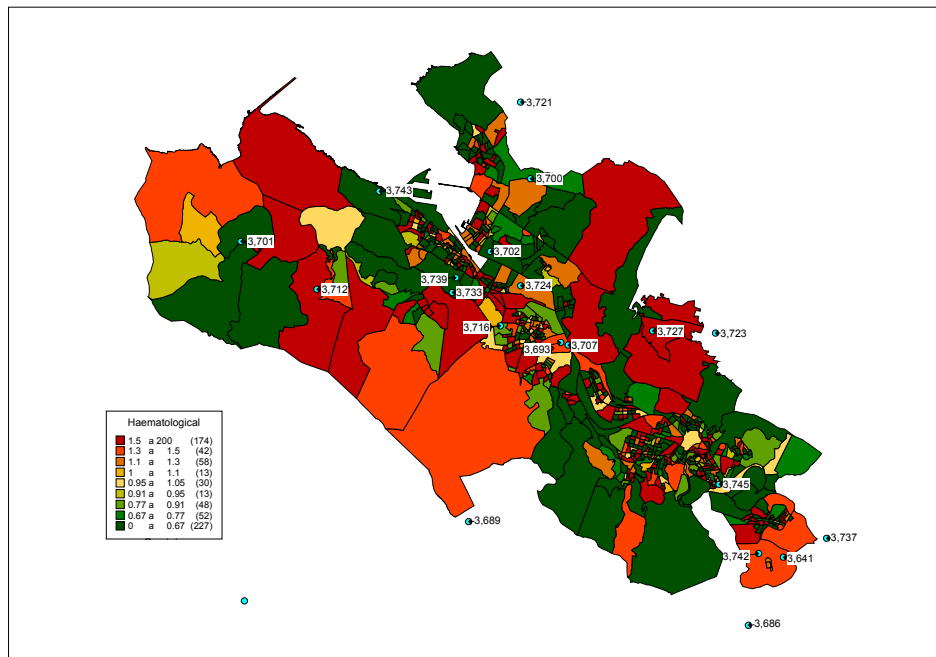 3,721
3,700
3,743
3,701
3,702
3,739
3,724
3,712
3,733
3,716
3,727
3,723
3,693
3,707
Haematological
1.5 a 200 (174)
1.3 a 1.5 (42)
1.1 a 1.3 (58)
1 a 1.1 (13)
0.95 a 1.05 (30)
0.91 a 0.95 (13)
0.77 a 0.91 (48)
0.67 a 0.77 (52)
0 a 0.67 (227)
3,745
3,689
3,737
3,742
3,641
3,686